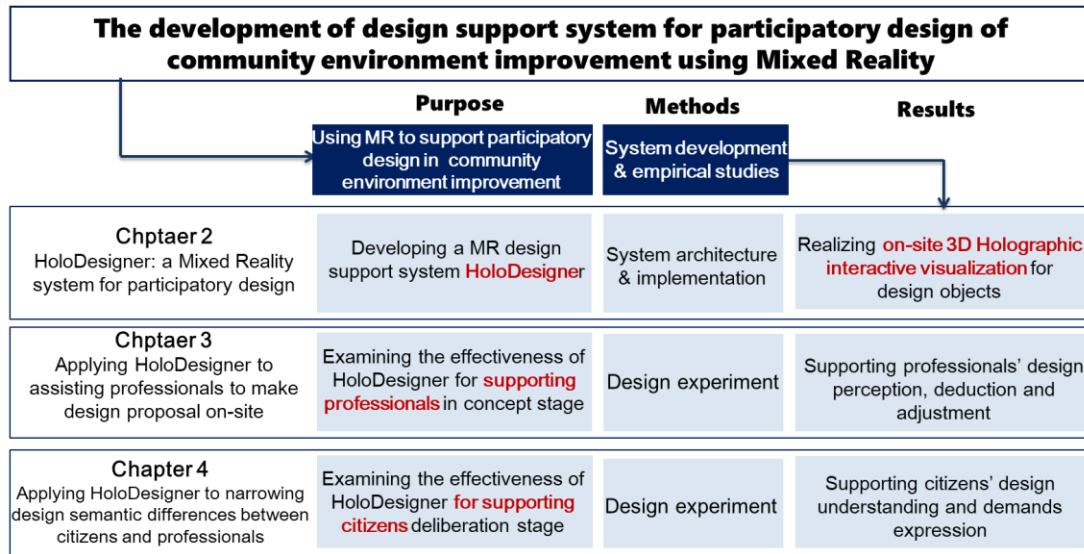 The development of design support system for participatory design of
community environment improvement using Mixed Reality
Purpose
Methods
Results
Using MR to support participatory
design in community
environment improvement
System development
& empirical studies
Chptaer 2
HoloDesigner: a Mixed Reality
system for participatory design
Developing a MR design
support system HoloDesigner
System architecture
& implementation
Realizing on-site 3D Holographic
interactive visualization for
design objects
Chptaer 3
Applying HoloDesigner to
assisting professionals to make
design proposal on-site
Examining the effectiveness of
HoloDesigner for supporting
professionals in concept stage
Design experiment
Supporting professionals' design
perception, deduction and
adjustment
Chapter 4
Applying HoloDesigner to narrowing
design semantic differences between
citizens and professionals
Examining the effectiveness of
HoloDesigner for supporting
citizens deliberation stage
Design experiment
Supporting citizens' design
understanding and demands
expression